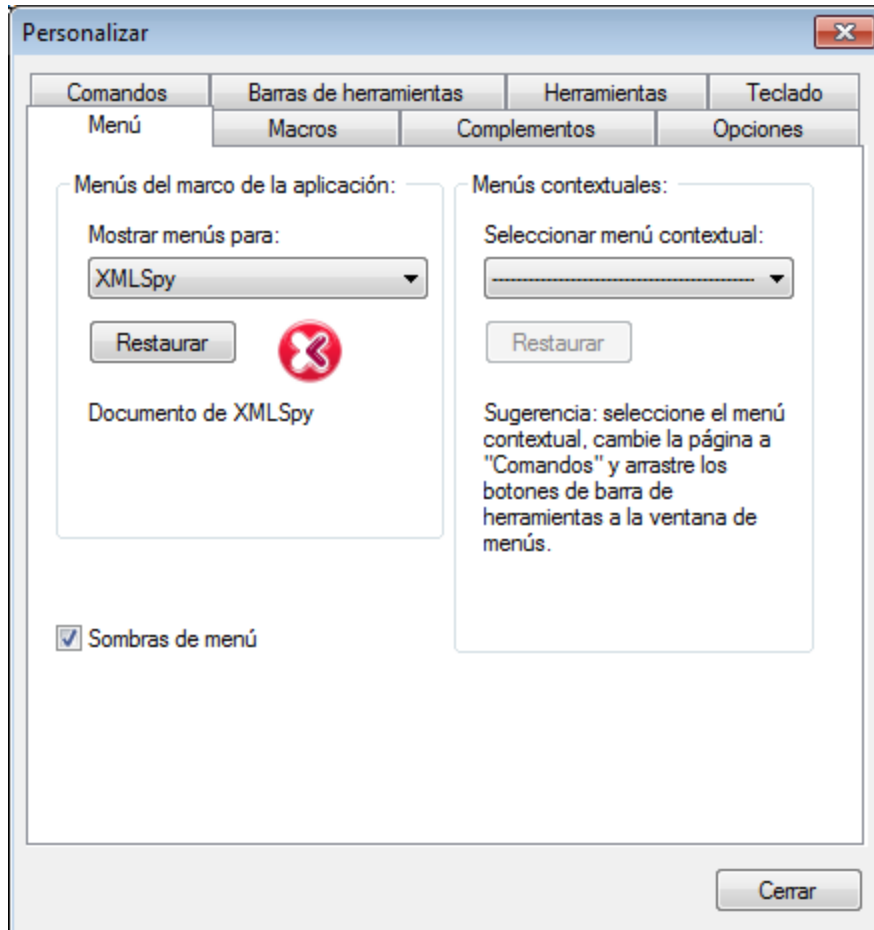 Personalizar
Comandos
Barras de herramientas
Herramientas
Teclado
Menú
Macros
Complementos
Opciones
Menús del marco de la aplicación:
Mostrar menús para:
XMLSpy
Restaurar
Documento de XMLSpy
Menús contextuales:
Seleccionar menú contextual:
Restaurar
Sugerencia: seleccione el menú
contextual, cambie la página a
"Comandos" y arrastre los
botones de barra de
herramientas a la ventana de
menús.
Sombras de menú
Cerrar